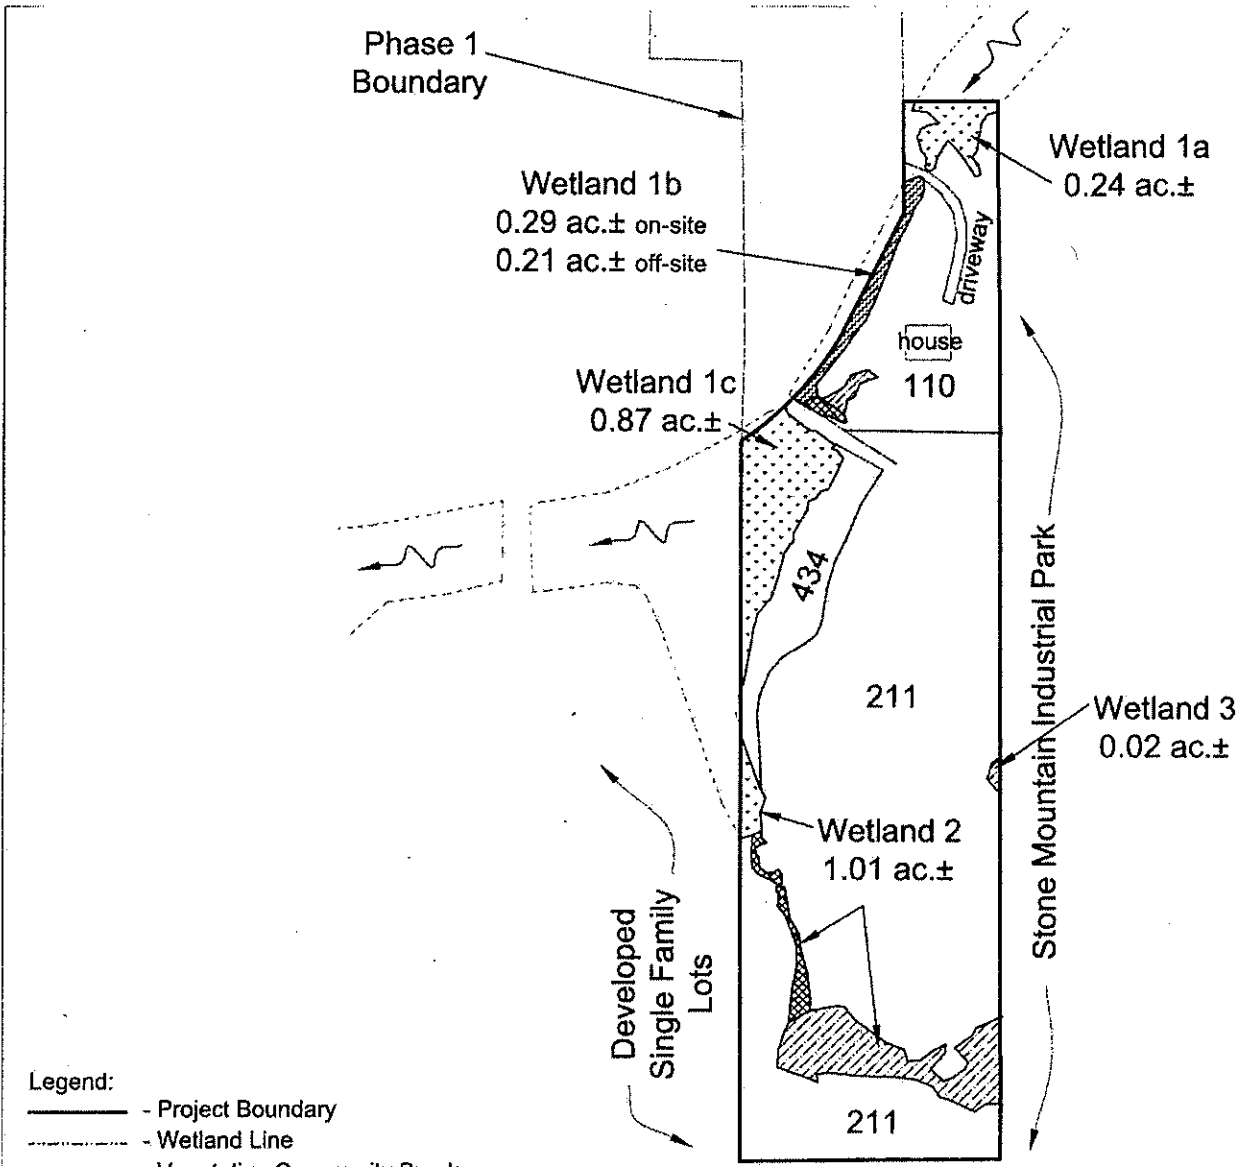 Phase 1
Boundary
Wetland 1a
0.24 ac.±
Wetland 1b
0.29 ac.± on-site
0.21 ac.± off-site
driveway
house
110
Wetland 1c
0.87 ac.±
434
211
Stone Mountain Industrial Park
Wetland 3
0.02 ac.±
Wetland 2
1.01 ac.±
Developed
Single Family
Lots
211
Legend:
- Project Boundary
- Wetland Line